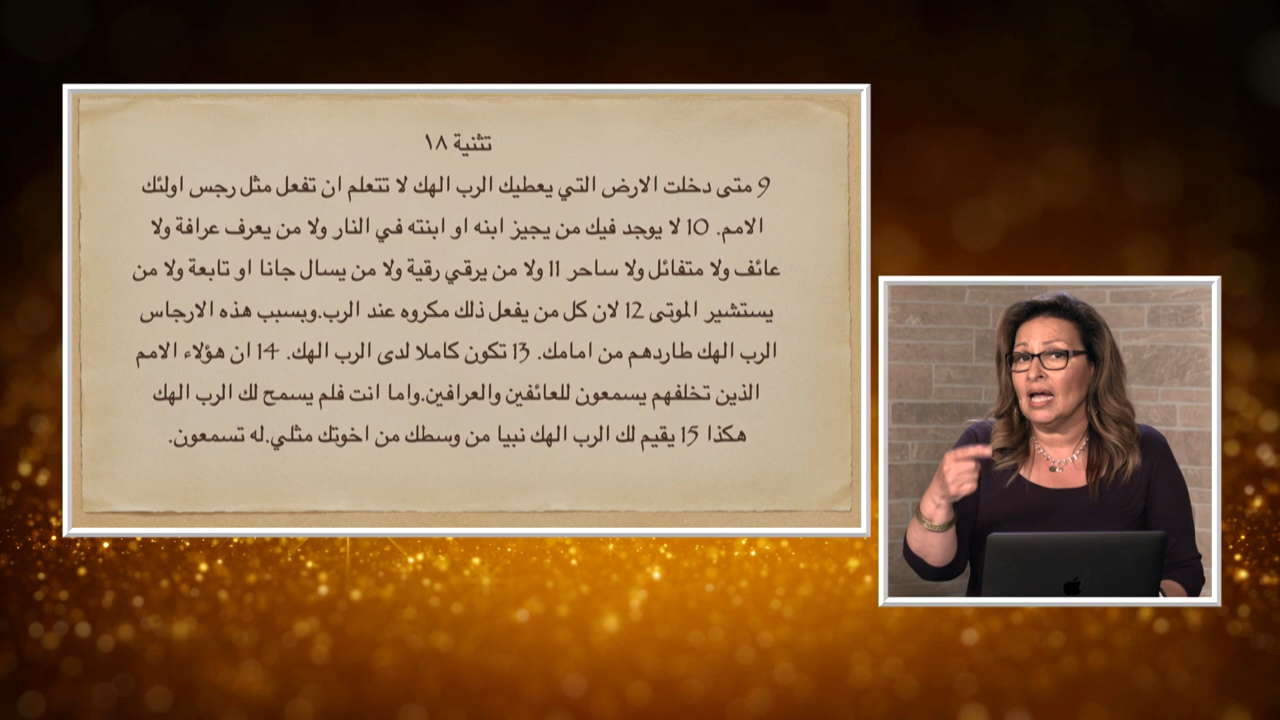 تثنية ١٨
9 متى دخلت الارض التي يعطيك الرب الهك لا تتعلم ان تفعل مثل رجس اولئك
الامم. 10 لا يوجد فيك من يجيز ابنه او ابنته في النار ولا من يعرف عرافة ولا
عائف ولا متفائل ولا ساحر 11 ولا من يرقي رقية ولا من يسال جانا او تابعة ولا من
يستشير الموتى 12 لان كل من يفعل ذلك مكروه عند الرب.وبسبب هذه الارجاس
الرب الهك طاردهم من امامك. 13 تكون كاملا لدى الرب الهك. 14 ان هؤلاء الامم
الذين تخلفهم يسمعون للعائفين والعرافين.واما انت فلم يسمح لك الرب الهك
هكذا 15 يقيم لك الرب الهك نبيا من وسطك من اخوتك مثلي.له تسمعون.